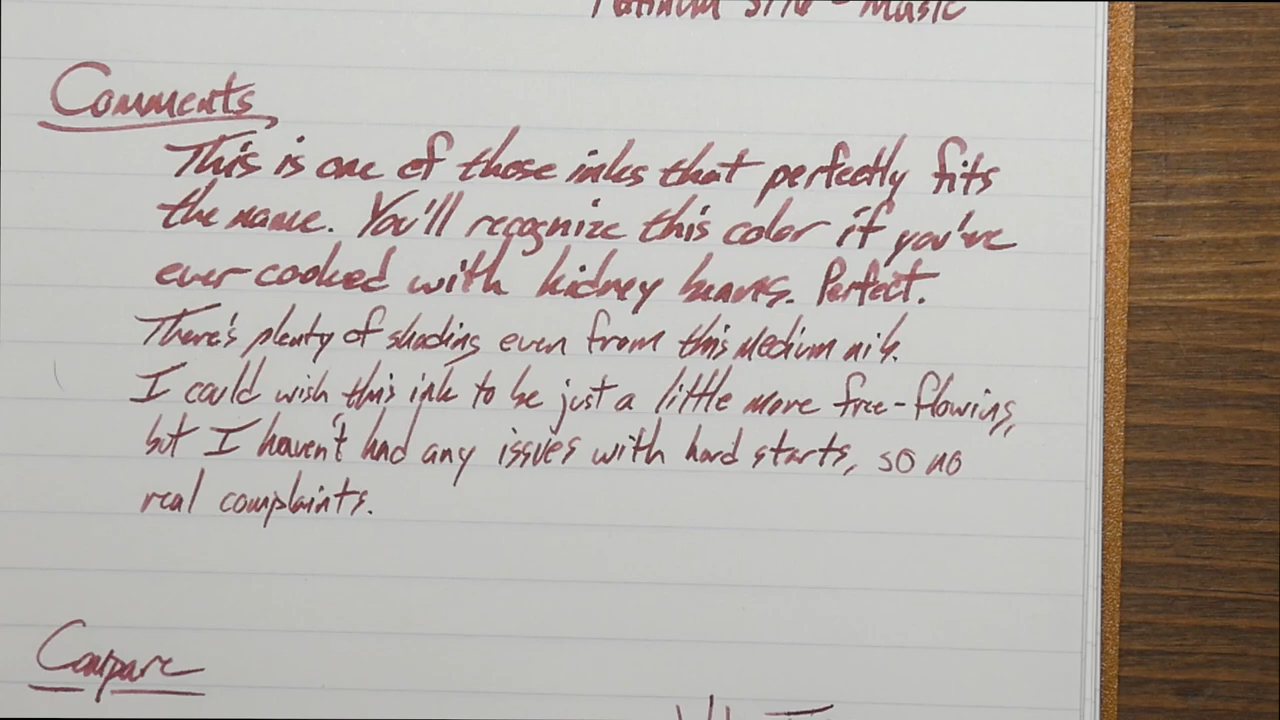 Platinum 3776 - Music
Comments
This is one of those inks that perfectly fits
the name. You'll recognize this color if you've
ever cooked with kidney beans. Perfect.
There's plenty of shading even from this medium nib.
I could wish this ink to be just a little more free-flowing,
but I haven't had any issues with hard starts, so no
real complaints.
Compare